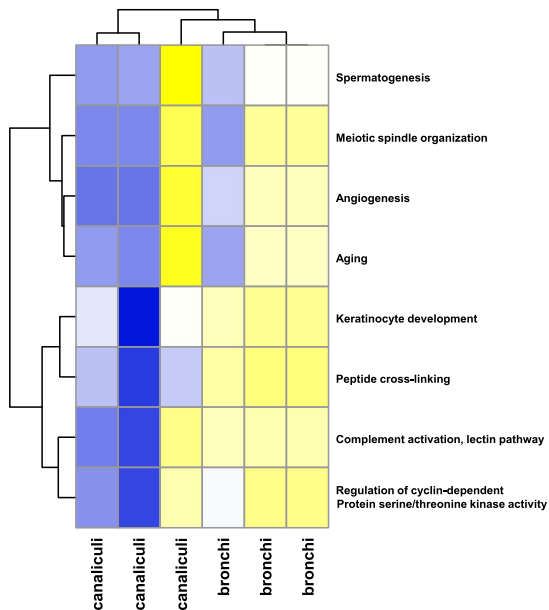 Spermatogenesis
Meiotic spindle organization
Angiogenesis
Aging
Keratinocyte development
Peptide cross-linking
Complement activation, lectin pathway
Regulation of cyclin-dependent
Protein serine/threonine kinase activity
canaliculi
canaliculi
canaliculi
bronchi
bronchi
bronchi